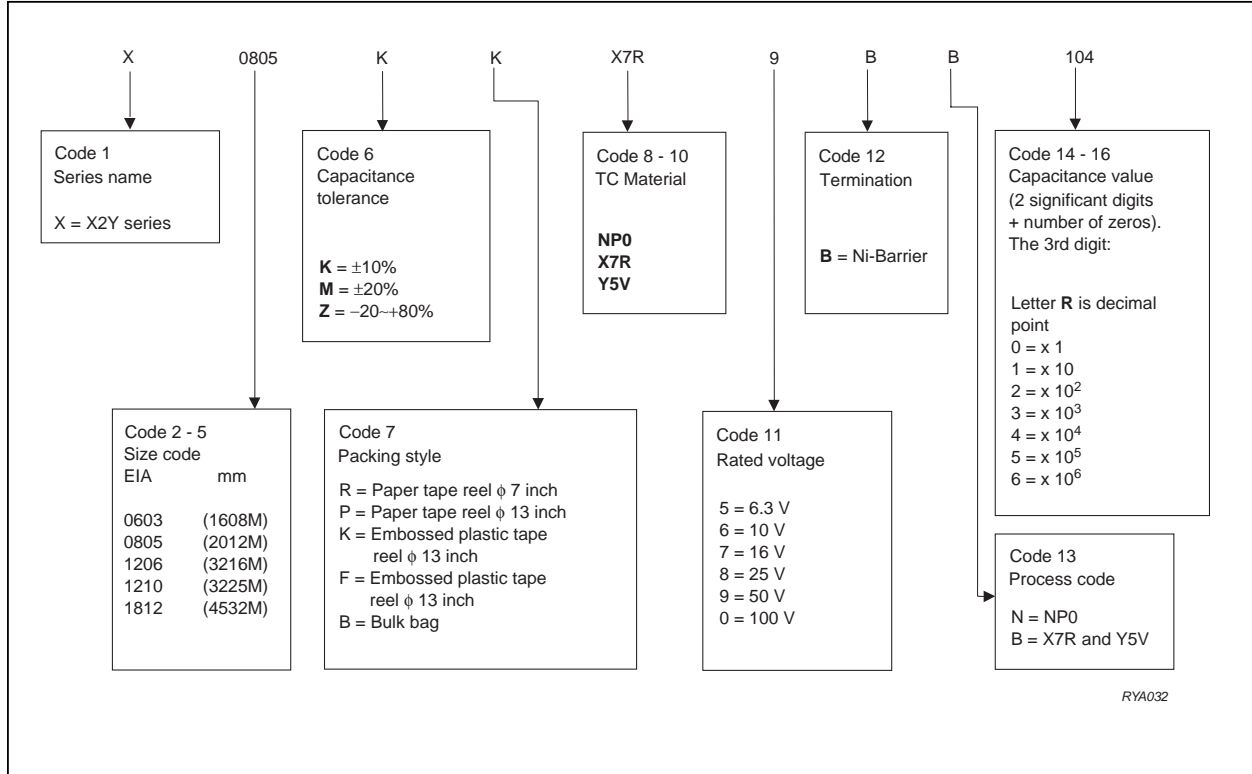 X 0805 K K X7R 9 B B 104
Code 1
Series name
X = X2Y series
Code 6
Capacitance
tolerance
K = ±10%
M = ±20%
Z = −20~+80%
Code 8 - 10
TC Material
NP0
X7R
Y5V
Code 12
Termination
B = Ni-Barrier
Code 14 - 16
Capacitance value
(2 significant digits
+ number of zeros).
The 3rd digit:
Letter R is decimal
point
0 = x 1
1 = x 10
2 = x 10²
3 = x 10³
4 = x 10⁴
5 = x 10⁵
6 = x 10⁶
Code 2 - 5
Size code
EIA mm
0603 (1608M)
0805 (2012M)
1206 (3216M)
1210 (3225M)
1812 (4532M)
Code 7
Packing style
R = Paper tape reel ϕ 7 inch
P = Paper tape reel ϕ 13 inch
K = Embossed plastic tape
reel ϕ 13 inch
F = Embossed plastic tape
reel ϕ 13 inch
B = Bulk bag
Code 11
Rated voltage
5 = 6.3 V
6 = 10 V
7 = 16 V
8 = 25 V
9 = 50 V
0 = 100 V
Code 13
Process code
N = NP0
B = X7R and Y5V
RYA032